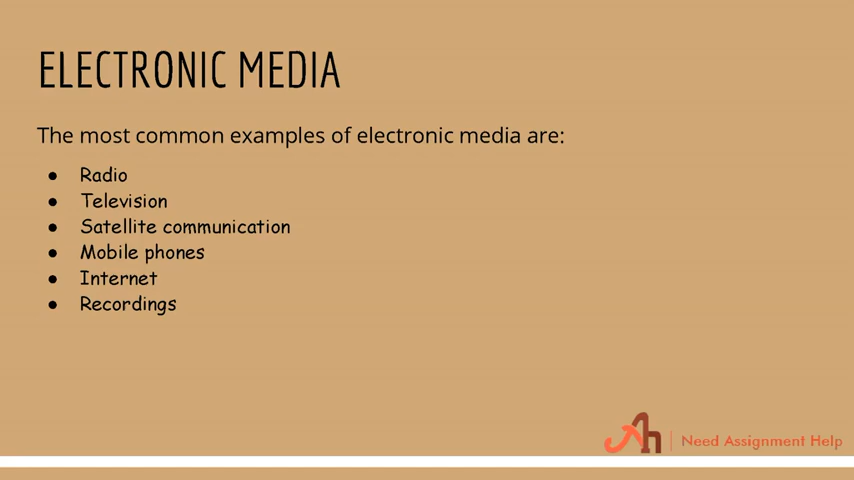 ELECTRONIC MEDIA
The most common examples of electronic media are:
● Radio
● Television
● Satellite communication
● Mobile phones
● Internet
● Recordings
Ah | Need Assignment Help